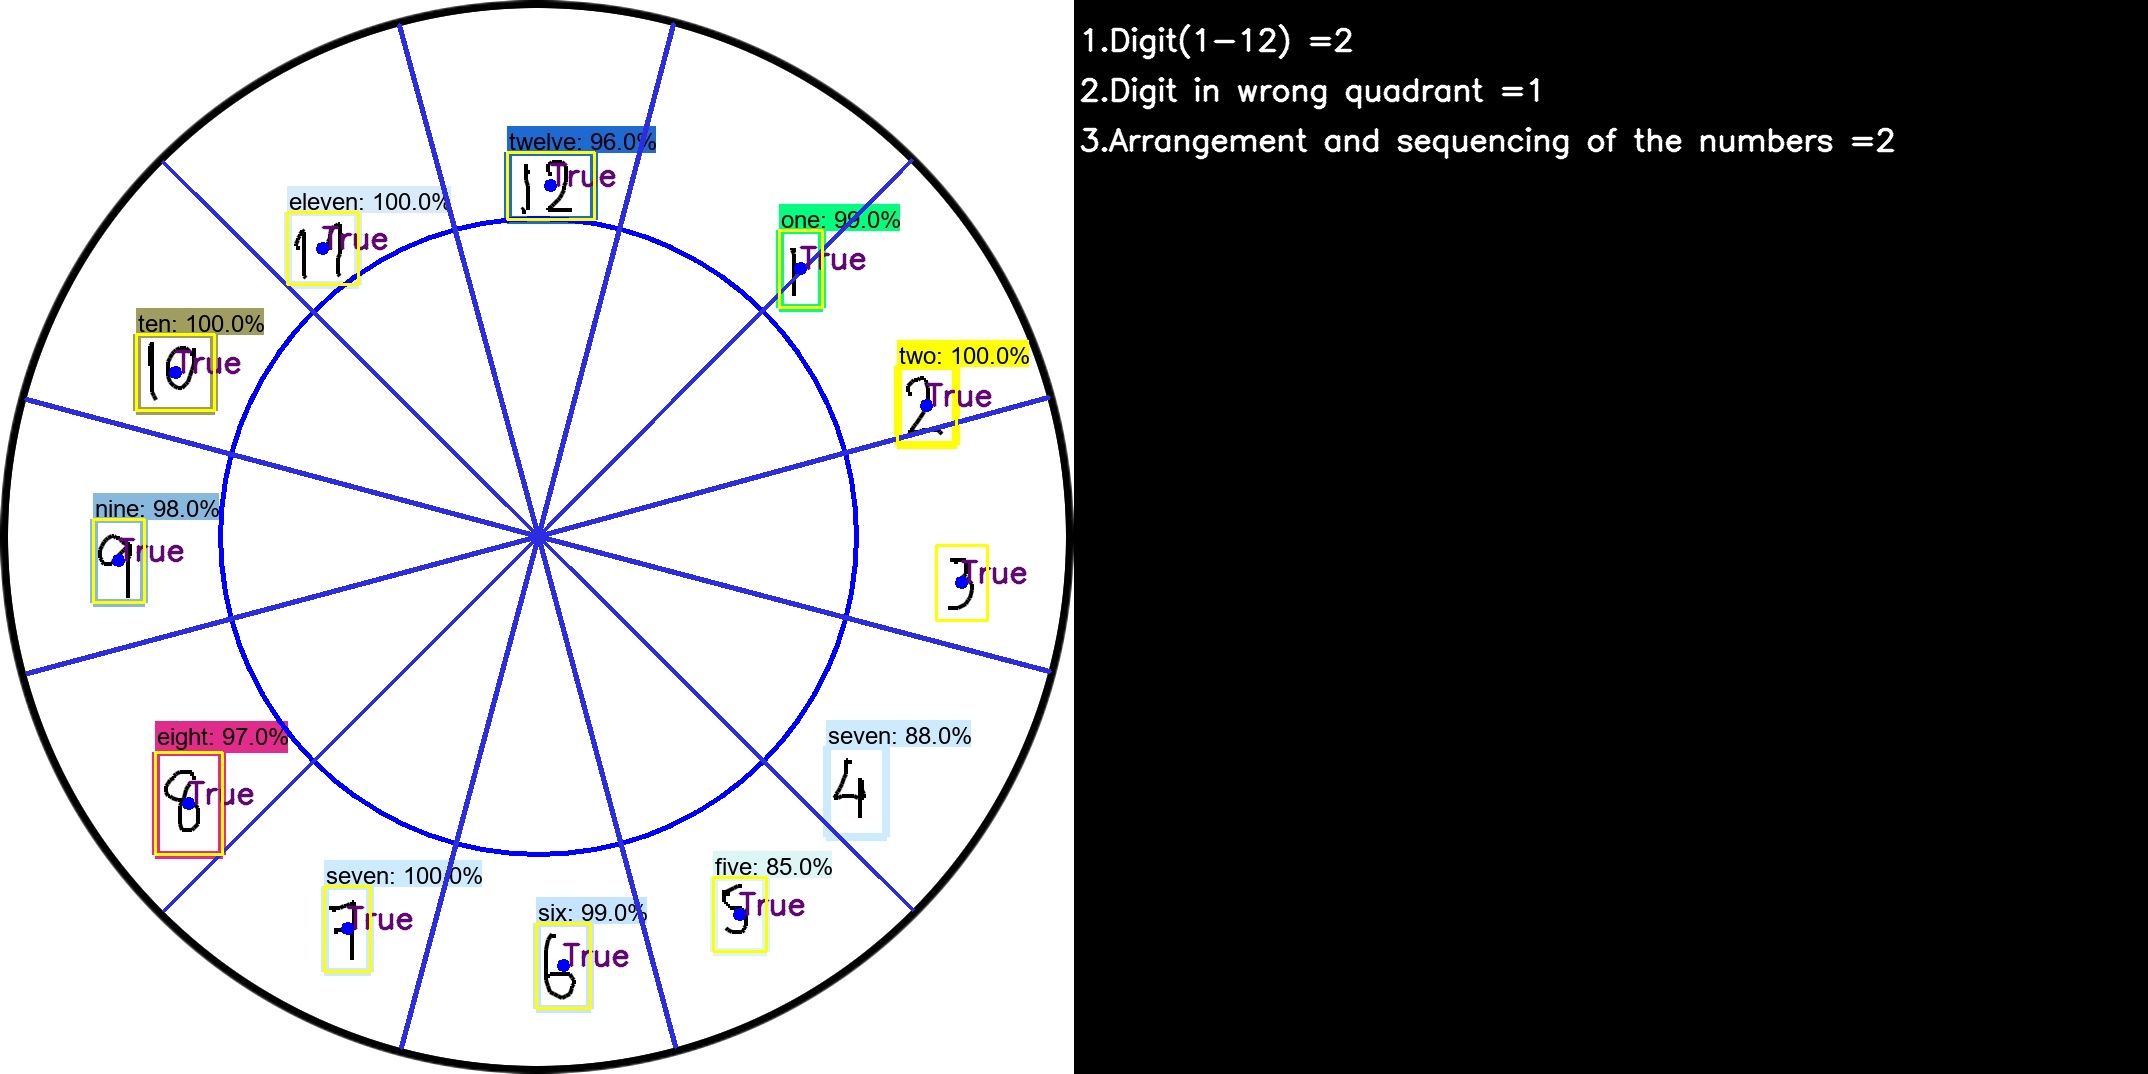 twelve: 96.0%
12 True
eleven: 100.0%
11 True
one: 99.0%
1 True
ten: 100.0%
10 True
two: 100.0%
2 True
nine: 98.0%
9 True
3 True
seven: 88.0%
4
eight: 97.0%
8 True
five: 85.0%
5 True
seven: 100.0%
7 True
six: 99.0%
6 True
1.Digit(1-12) =2
2.Digit in wrong quadrant =1
3.Arrangement and sequencing of the numbers =2